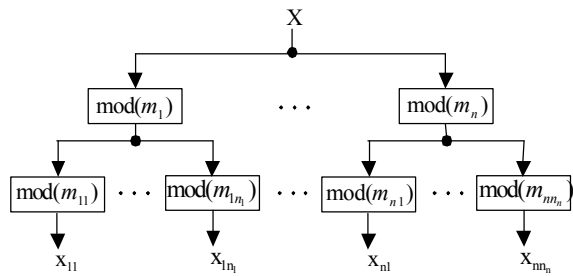 X
mod(m₁) ... mod(mₙ)
mod(m₁₁) ... mod(m₁ₙ₁) ... mod(mₙ₁) ... mod(mₙₙₙ)
x₁₁ x₁ₙ₁ xₙ₁ xₙₙₙ